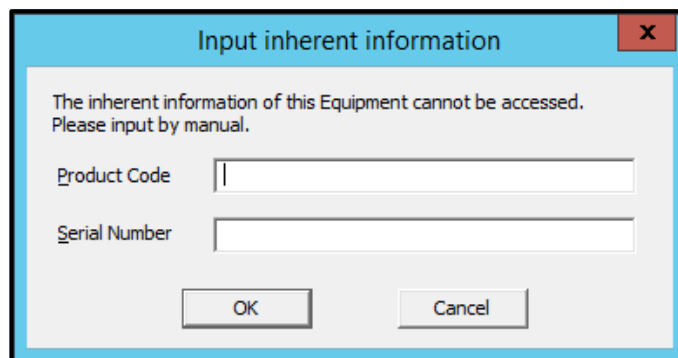 Input inherent information
x
The inherent information of this Equipment cannot be accessed.
Please input by manual.
Product Code
Serial Number
OK Cancel